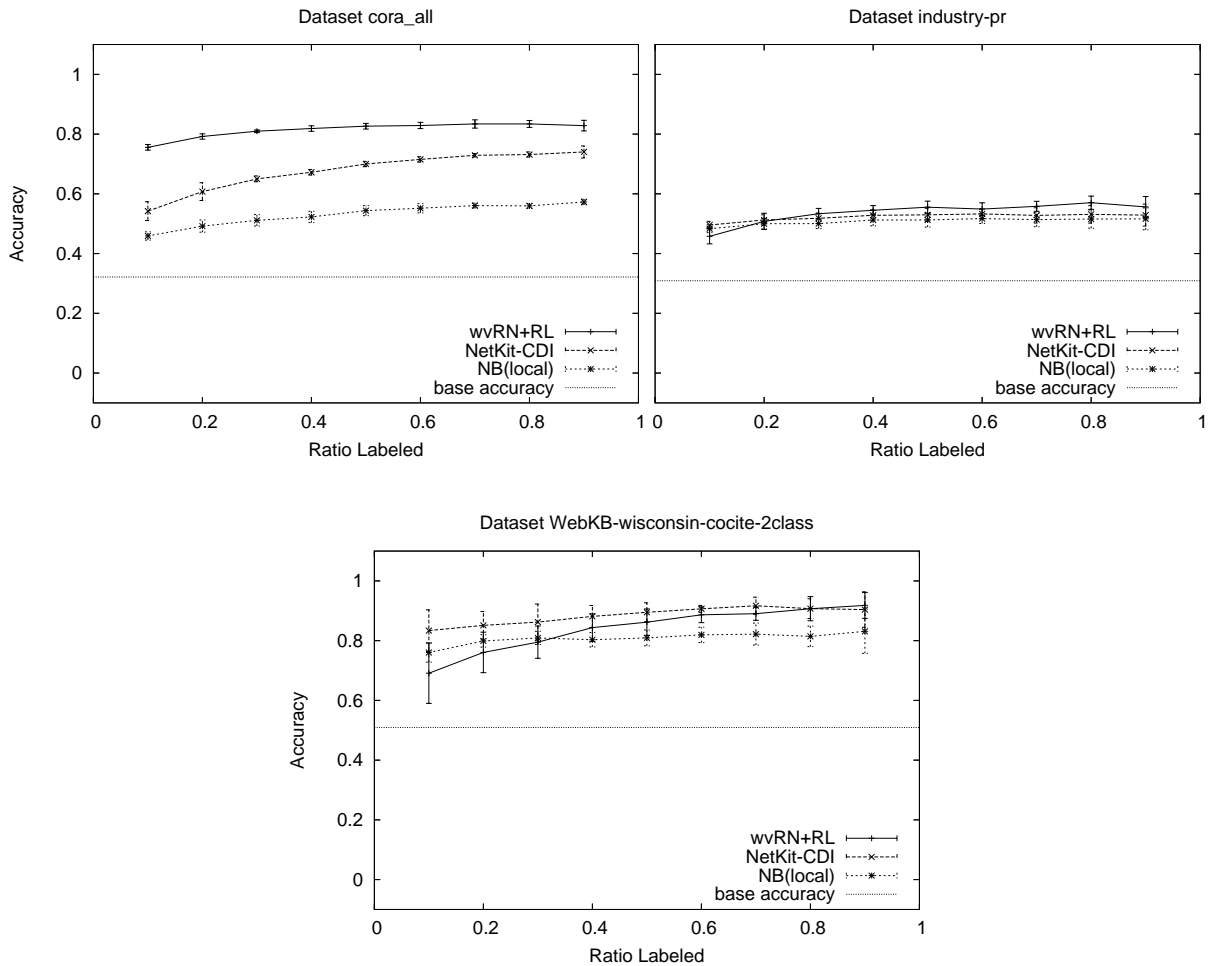 Dataset cora_all
1
0.8
0.6
0.4
0.2
0
Accuracy
wvRN+RL
NetKit-CDI
NB(local)
base accuracy
0 0.2 0.4 0.6 0.8 1
Ratio Labeled
Dataset industry-pr
wvRN+RL
NetKit-CDI
NB(local)
base accuracy
0 0.2 0.4 0.6 0.8 1
Ratio Labeled
Dataset WebKB-wisconsin-cocite-2class
1
0.8
0.6
0.4
0.2
0
Accuracy
wvRN+RL
NetKit-CDI
NB(local)
base accuracy
0 0.2 0.4 0.6 0.8 1
Ratio Labeled